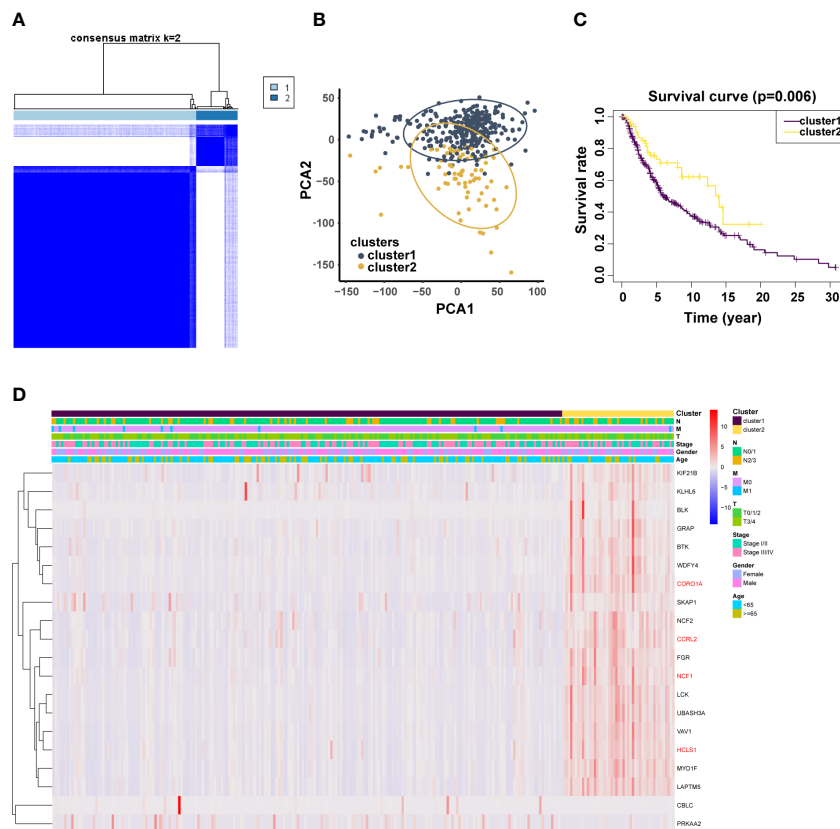 A
consensus matrix k=2
1
2
B
PCA2
50
0
−50
−100
−150
clusters
cluster1
cluster2
−150 −100 −50 0 50 100
PCA1
C
Survival curve (p=0.006)
cluster1
cluster2
Survival rate
1.0
0.8
0.6
0.4
0.2
0.0
0 5 10 15 20 25 30
Time (year)
D
Cluster
N
M
T
Stage
Gender
Age
KIF21B
KLHL6
BLK
GRAP
BTK
WDFY4
CORO1A
SKAP1
NCF2
CCRL2
FGR
NCF1
LCK
UBASH3A
VAV1
HCLS1
MYO1F
LAPTM5
CBLC
PRKAA2
10
5
0
−5
−10
Cluster
cluster1
cluster2
N
N0/1
N2/3
M
M0
M1
T
T0/1/2
T3/4
Stage
Stage I/II
Stage III/IV
Gender
Female
Male
Age
<65
>=65